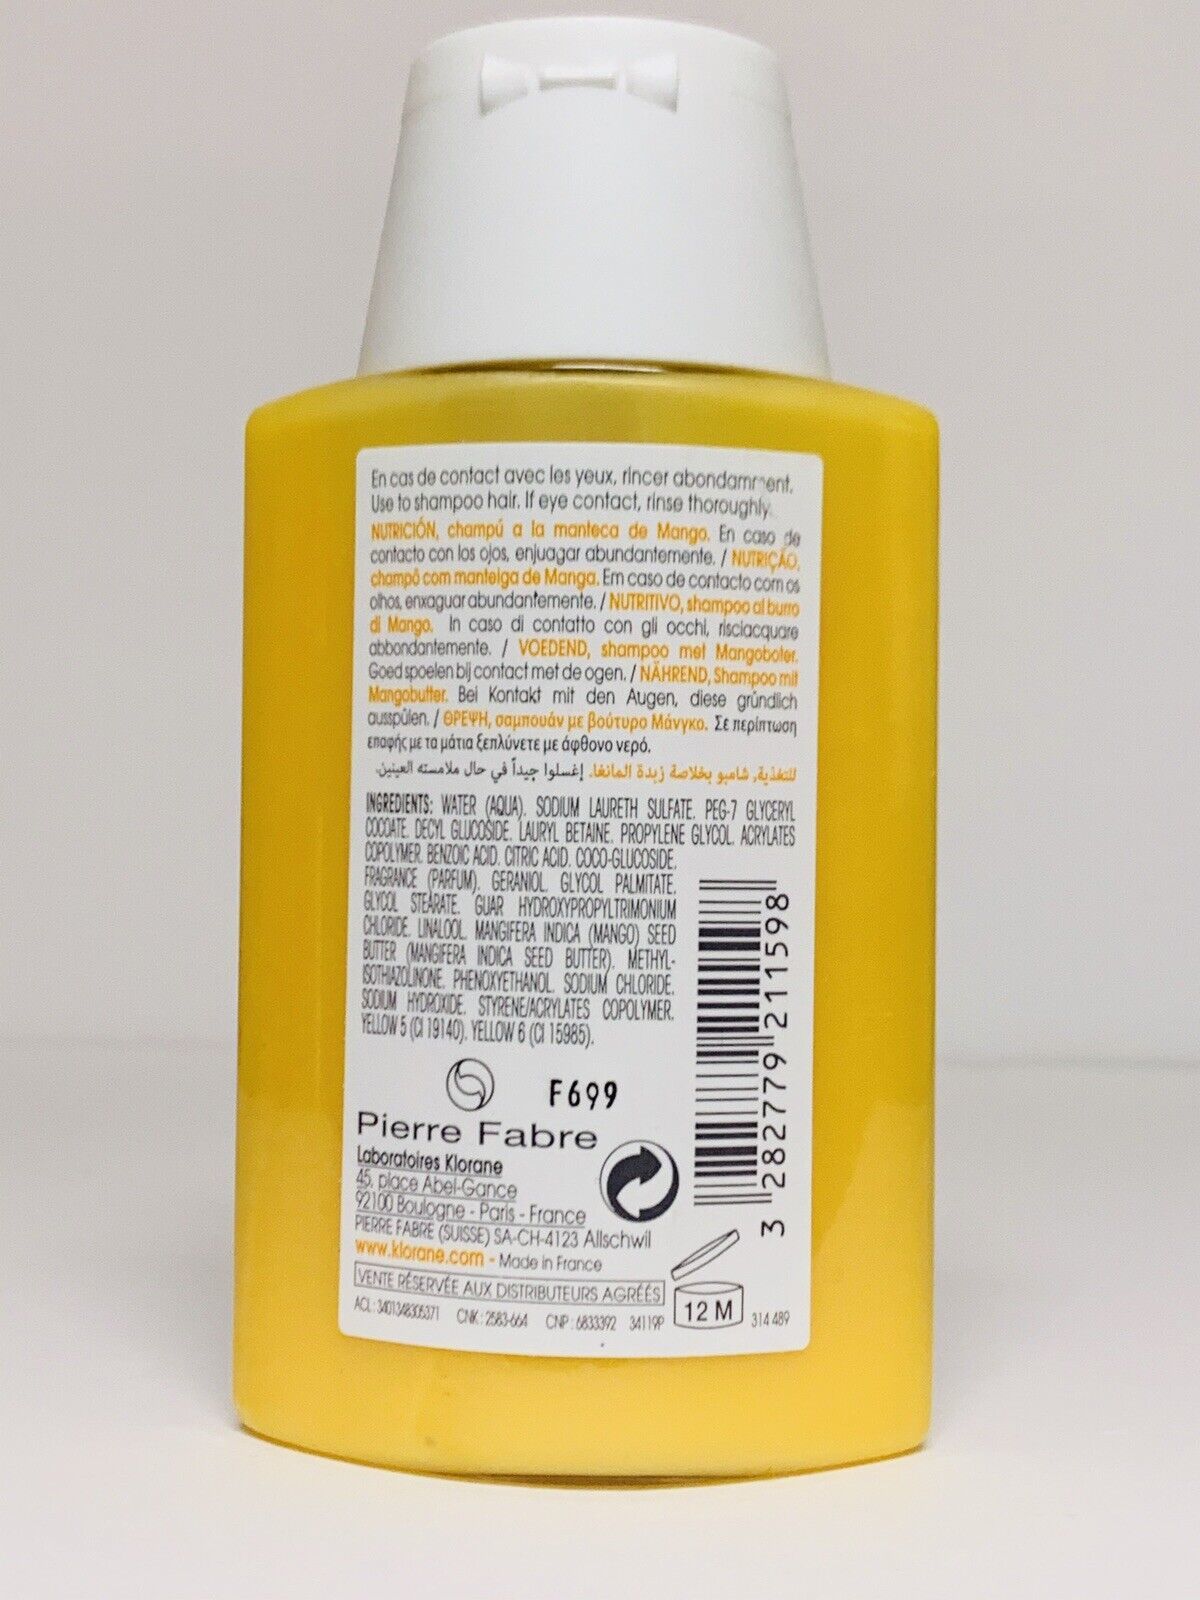 En cas de contact avec les yeux, rincer abondamment.
Use to shampoo hair. If eye contact, rinse thoroughly.
NUTRICIÓN, champú a la manteca de Mango. En caso de
contacto con los ojos, enjuagar abundantemente. / NUTRIÇÃO,
champô com manteiga de Manga. Em caso de contacto com os
olhos, enxaguar abundantemente. / NUTRITIVO, shampoo al burro
di Mango. In caso di contatto con gli occhi, risciacquare
abbondantemente. / VOEDEND, shampoo met Mangoboter.
Goed spoelen bij contact met de ogen. / NÄHREND, Shampoo mit
Mangobutter. Bei Kontakt mit den Augen, diese gründlich
ausspülen. / ΘΡΕΨΗ, σαμπουάν με βούτυρο Μάνγκο. Σε περίπτωση
επαφής με τα μάτια ξεπλύνετε με άφθονο νερό.
للتغذية, شامبو بخلاصة زبدة المانغا. إغسلوا جيداً في حال ملامسته العينين.
INGREDIENTS: WATER (AQUA). SODIUM LAURETH SULFATE. PEG-7 GLYCERYL
COCOATE. DECYL GLUCOSIDE. LAURYL BETAINE. PROPYLENE GLYCOL. ACRYLATES
COPOLYMER. BENZOIC ACID. CITRIC ACID. COCO-GLUCOSIDE.
FRAGRANCE (PARFUM). GERANIOL. GLYCOL PALMITATE.
GLYCOL STEARATE. GUAR HYDROXYPROPYLTRIMONIUM
CHLORIDE. LINALOOL. MANGIFERA INDICA (MANGO) SEED
BUTTER (MANGIFERA INDICA SEED BUTTER). METHYL-
ISOTHIAZOLINONE. PHENOXYETHANOL. SODIUM CHLORIDE.
SODIUM HYDROXIDE. STYRENE/ACRYLATES COPOLYMER.
YELLOW 5 (CI 19140). YELLOW 6 (CI 15985).
F699
Pierre Fabre
Laboratoires Klorane
45, place Abel-Gance
92100 Boulogne - Paris - France
PIERRE FABRE (SUISSE) SA-CH-4123 Allschwil
www.klorane.com - Made in France
VENTE RÉSERVÉE AUX DISTRIBUTEURS AGRÉÉS
ACL : 3401348305371 CNK : 2583-664 CNP : 6833392 34119P
12 M
314 489
3 282779 211598